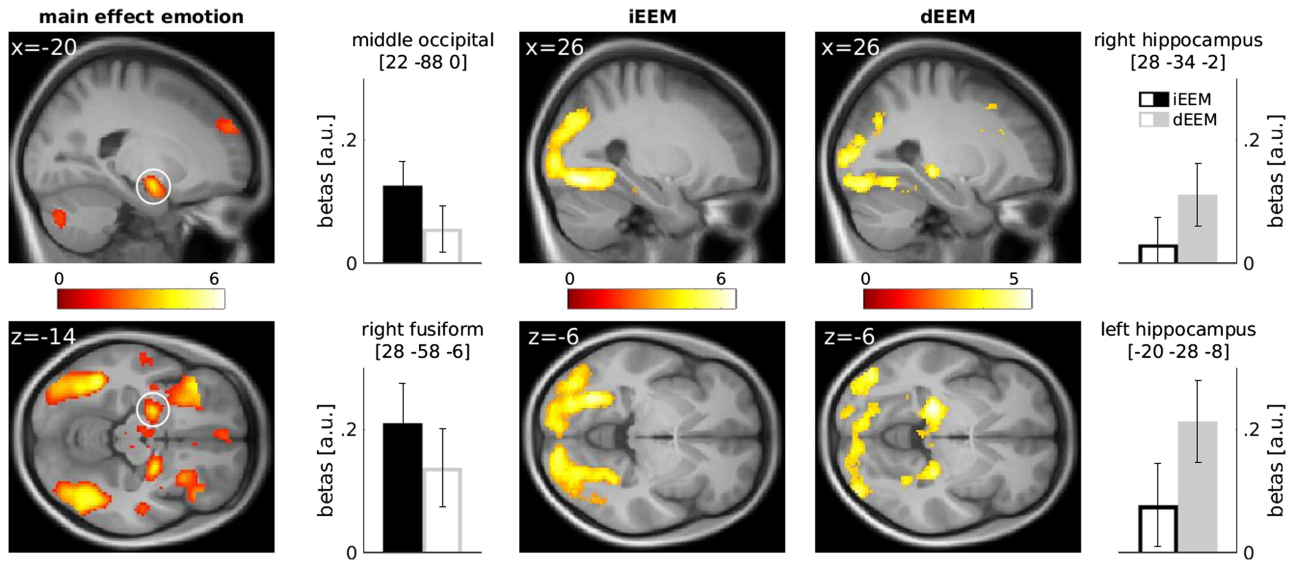 main effect emotion
iEEM
dEEM
x=-20
middle occipital
[22 -88 0]
betas [a.u.]
.2
0
x=26
x=26
right hippocampus
[28 -34 -2]
iEEM
dEEM
.2
0
betas [a.u.]
0 6
0 6
0 5
z=-14
right fusiform
[28 -58 -6]
betas [a.u.]
.2
0
z=-6
z=-6
left hippocampus
[-20 -28 -8]
.2
0
betas [a.u.]